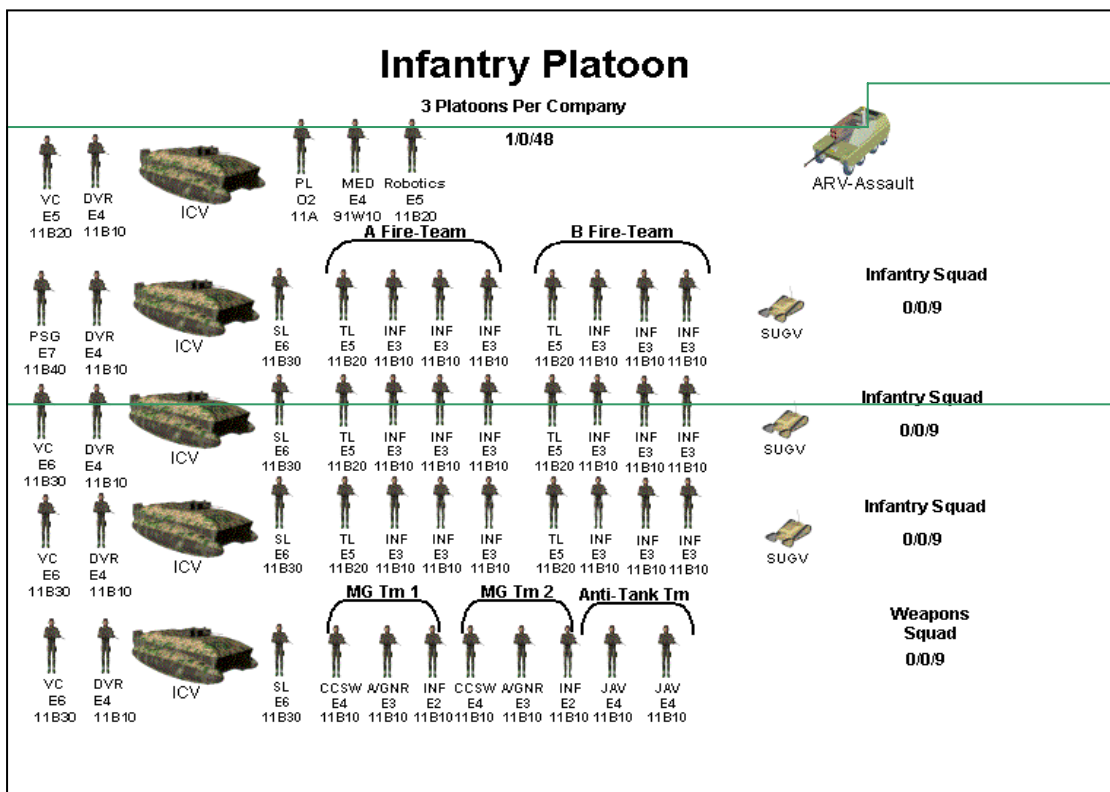 Infantry Platoon
3 Platoons Per Company
1/0/48
VC DVR ICV PL MED Robotics ARV-Assault
E5 E4 O2 E4 E5
11B20 11B10 11A 91W10 11B20
A Fire-Team B Fire-Team
PSG DVR ICV SL TL INF INF INF TL INF INF INF SUGV Infantry Squad
E7 E4 E6 E5 E3 E3 E3 E5 E3 E3 E3 0/0/9
11B40 11B10 11B30 11B20 11B10 11B10 11B10 11B20 11B10 11B10 11B10
VC DVR ICV SL TL INF INF INF TL INF INF INF SUGV Infantry Squad
E6 E4 E6 E5 E3 E3 E3 E5 E3 E3 E3 0/0/9
11B30 11B10 11B30 11B20 11B10 11B10 11B10 11B20 11B10 11B10 11B10
VC DVR ICV SL TL INF INF INF TL INF INF INF SUGV Infantry Squad
E6 E4 E6 E5 E3 E3 E3 E5 E3 E3 E3 0/0/9
11B30 11B10 11B30 11B20 11B10 11B10 11B10 11B20 11B10 11B10 11B10
MG Tm 1 MG Tm 2 Anti-Tank Tm
VC DVR ICV SL CCSW A/GNR INF CCSW A/GNR INF JAV JAV Weapons
Squad
E6 E4 E6 E4 E3 E2 E4 E3 E2 E4 E4 0/0/9
11B30 11B10 11B30 11B10 11B10 11B10 11B10 11B10 11B10 11B10 11B10